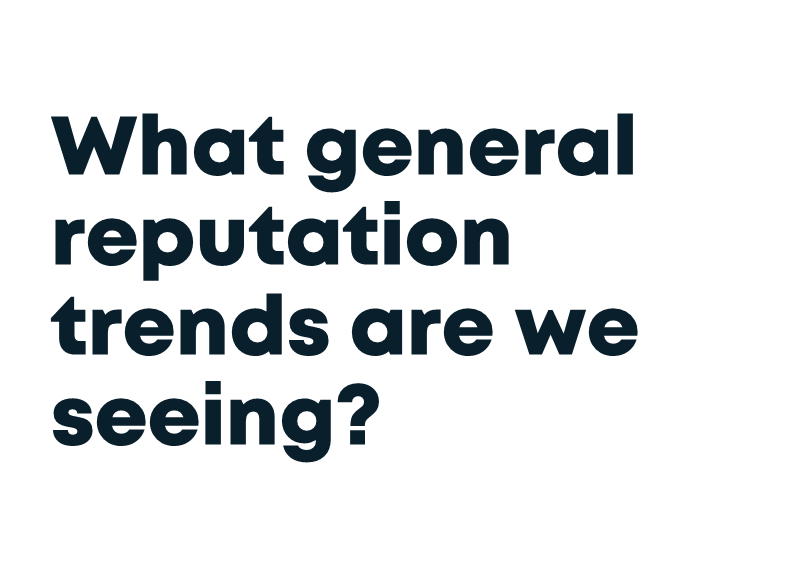 What general
reputation
trends are we
seeing?